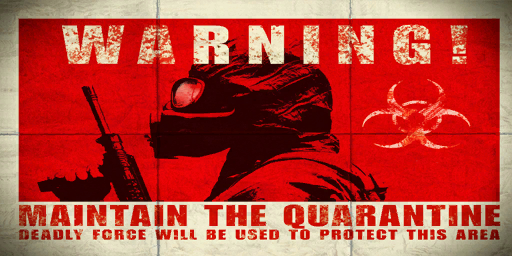 WARNING!
MAINTAIN THE QUARANTINE
DEADLY FORCE WILL BE USED TO PROTECT THIS AREA